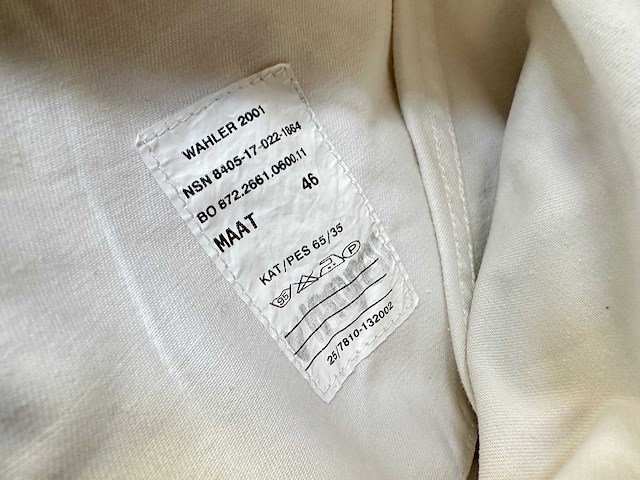 WAHLER 2001
NSN 8405-17-022-1864
BO 872.2661.0600.11
MAAT 46
KAT/PES 65/35
95 P
25/7810-132002